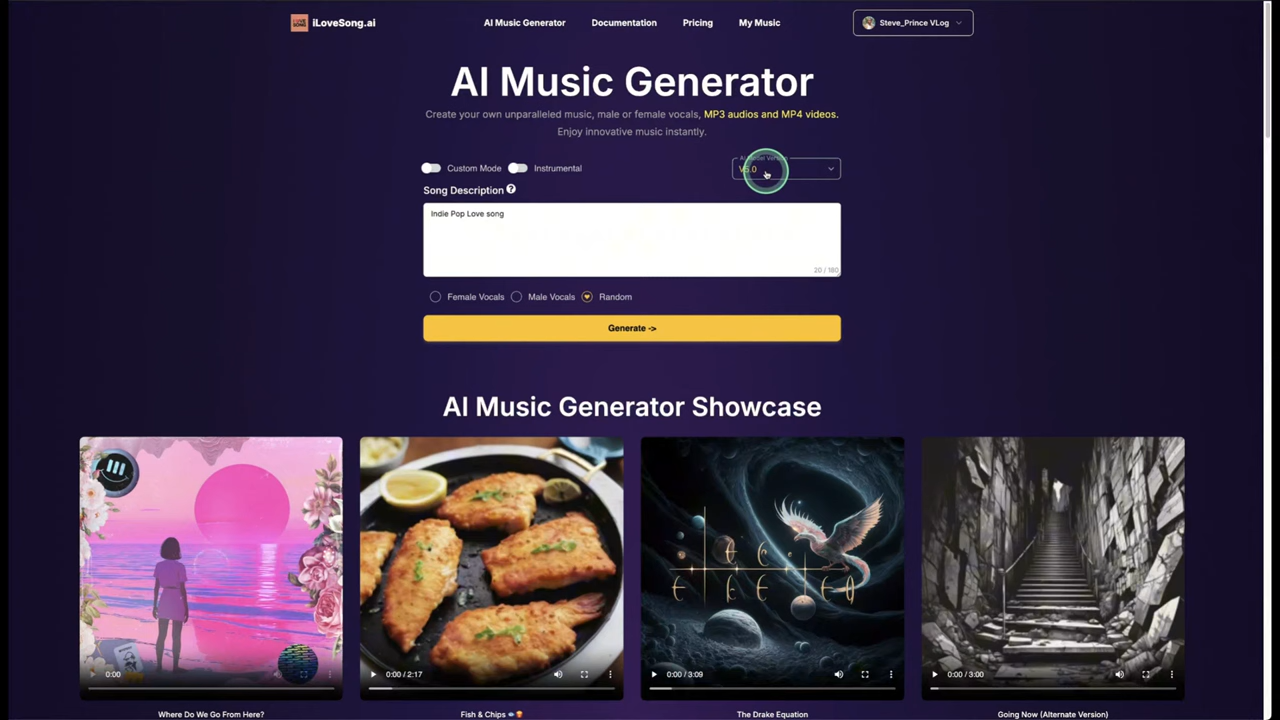 iLoveSong.ai
AI Music Generator
Documentation
Pricing
My Music
Steve_Prince VLog
AI Music Generator
Create your own unparalleled music, male or female vocals, MP3 audios and MP4 videos.
Enjoy innovative music instantly.
Custom Mode
Instrumental
V5.0
Song Description
Indie Pop Love song
20 / 180
Female Vocals
Male Vocals
Random
Generate ->
AI Music Generator Showcase
0:00
0:00 / 2:17
0:00 / 3:09
0:00 / 3:00
Where Do We Go From Here?
Fish & Chips
The Drake Equation
Going Now (Alternate Version)